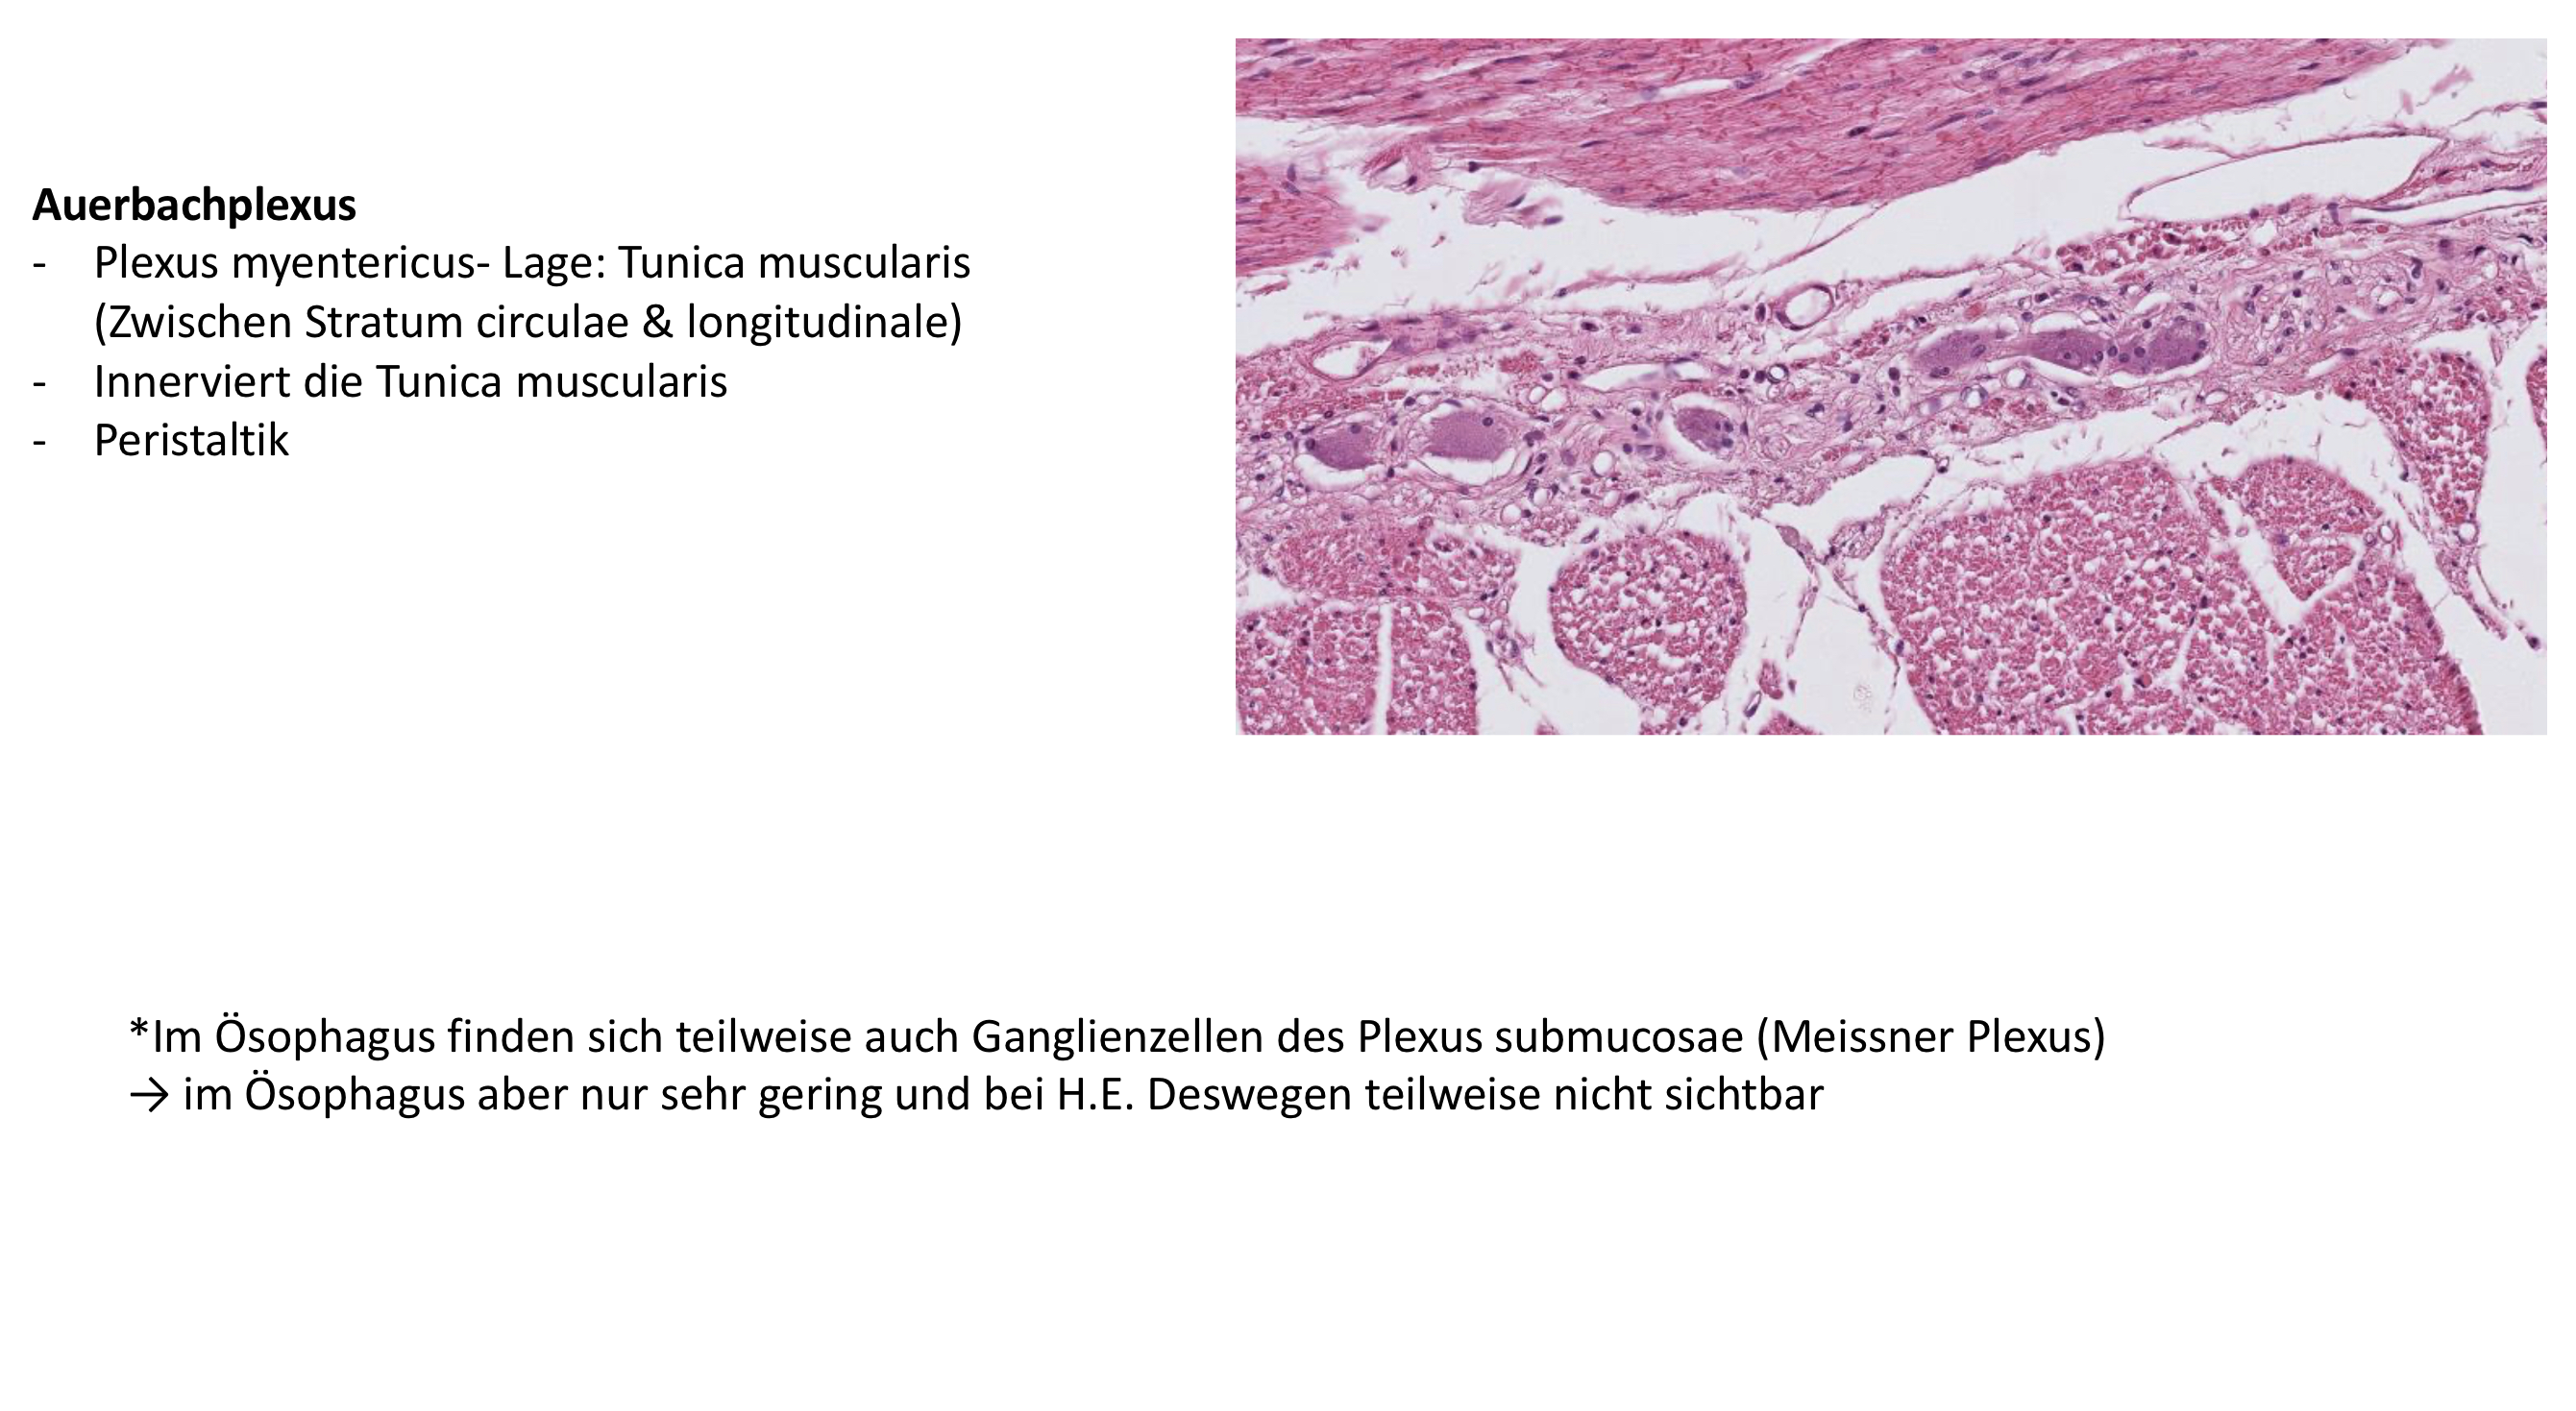 Auerbachplexus
- Plexus myentericus- Lage: Tunica muscularis
(Zwischen Stratum circulae & longitudinale)
- Innerviert die Tunica muscularis
- Peristaltik
*Im Ösophagus finden sich teilweise auch Ganglienzellen des Plexus submucosae (Meissner Plexus)
→ im Ösophagus aber nur sehr gering und bei H.E. Deswegen teilweise nicht sichtbar